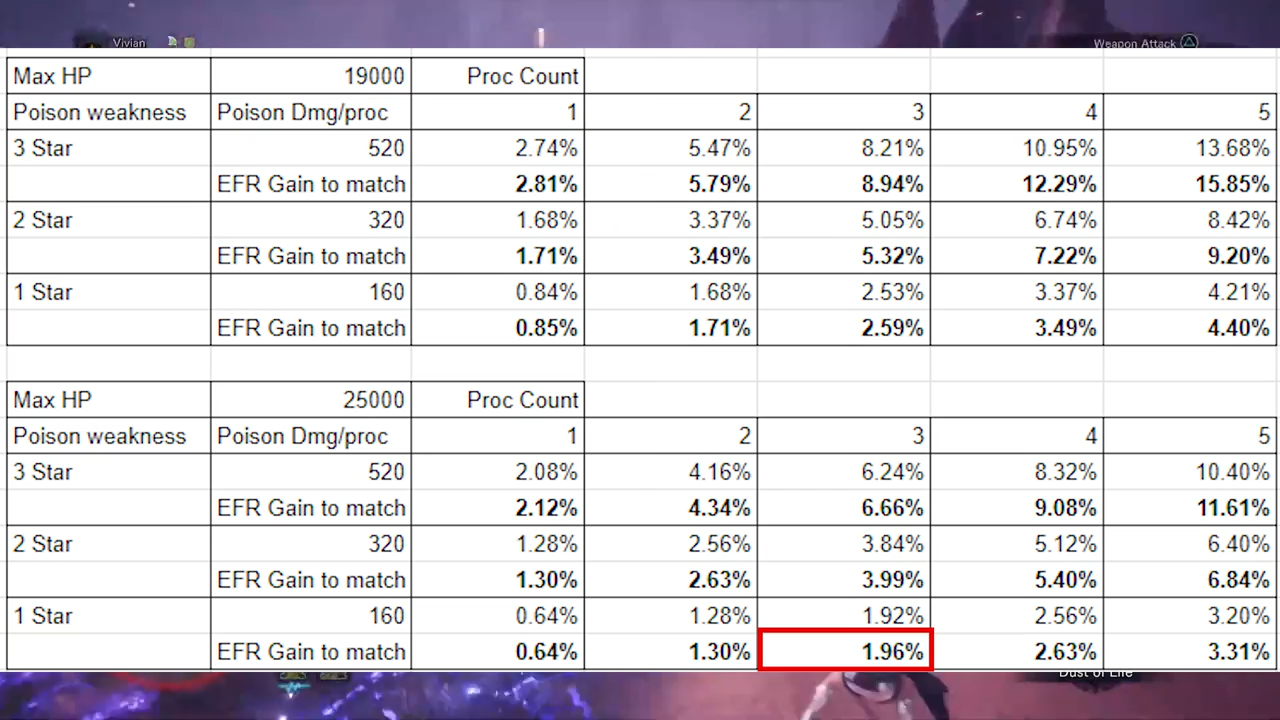 Vivian
Weapon Attack
Max HP 19000 Proc Count
Poison weakness Poison Dmg/proc 1 2 3 4 5
3 Star 520 2.74% 5.47% 8.21% 10.95% 13.68%
EFR Gain to match 2.81% 5.79% 8.94% 12.29% 15.85%
2 Star 320 1.68% 3.37% 5.05% 6.74% 8.42%
EFR Gain to match 1.71% 3.49% 5.32% 7.22% 9.20%
1 Star 160 0.84% 1.68% 2.53% 3.37% 4.21%
EFR Gain to match 0.85% 1.71% 2.59% 3.49% 4.40%
Max HP 25000 Proc Count
Poison weakness Poison Dmg/proc 1 2 3 4 5
3 Star 520 2.08% 4.16% 6.24% 8.32% 10.40%
EFR Gain to match 2.12% 4.34% 6.66% 9.08% 11.61%
2 Star 320 1.28% 2.56% 3.84% 5.12% 6.40%
EFR Gain to match 1.30% 2.63% 3.99% 5.40% 6.84%
1 Star 160 0.64% 1.28% 1.92% 2.56% 3.20%
EFR Gain to match 0.64% 1.30% 1.96% 2.63% 3.31%
Dust of Life